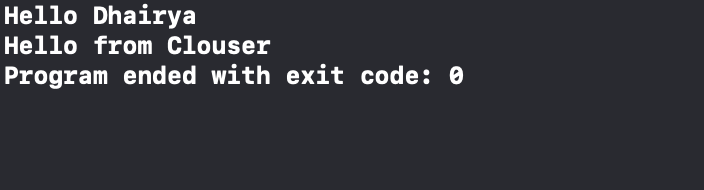 Hello Dhairya
Hello from Clouser
Program ended with exit code: 0